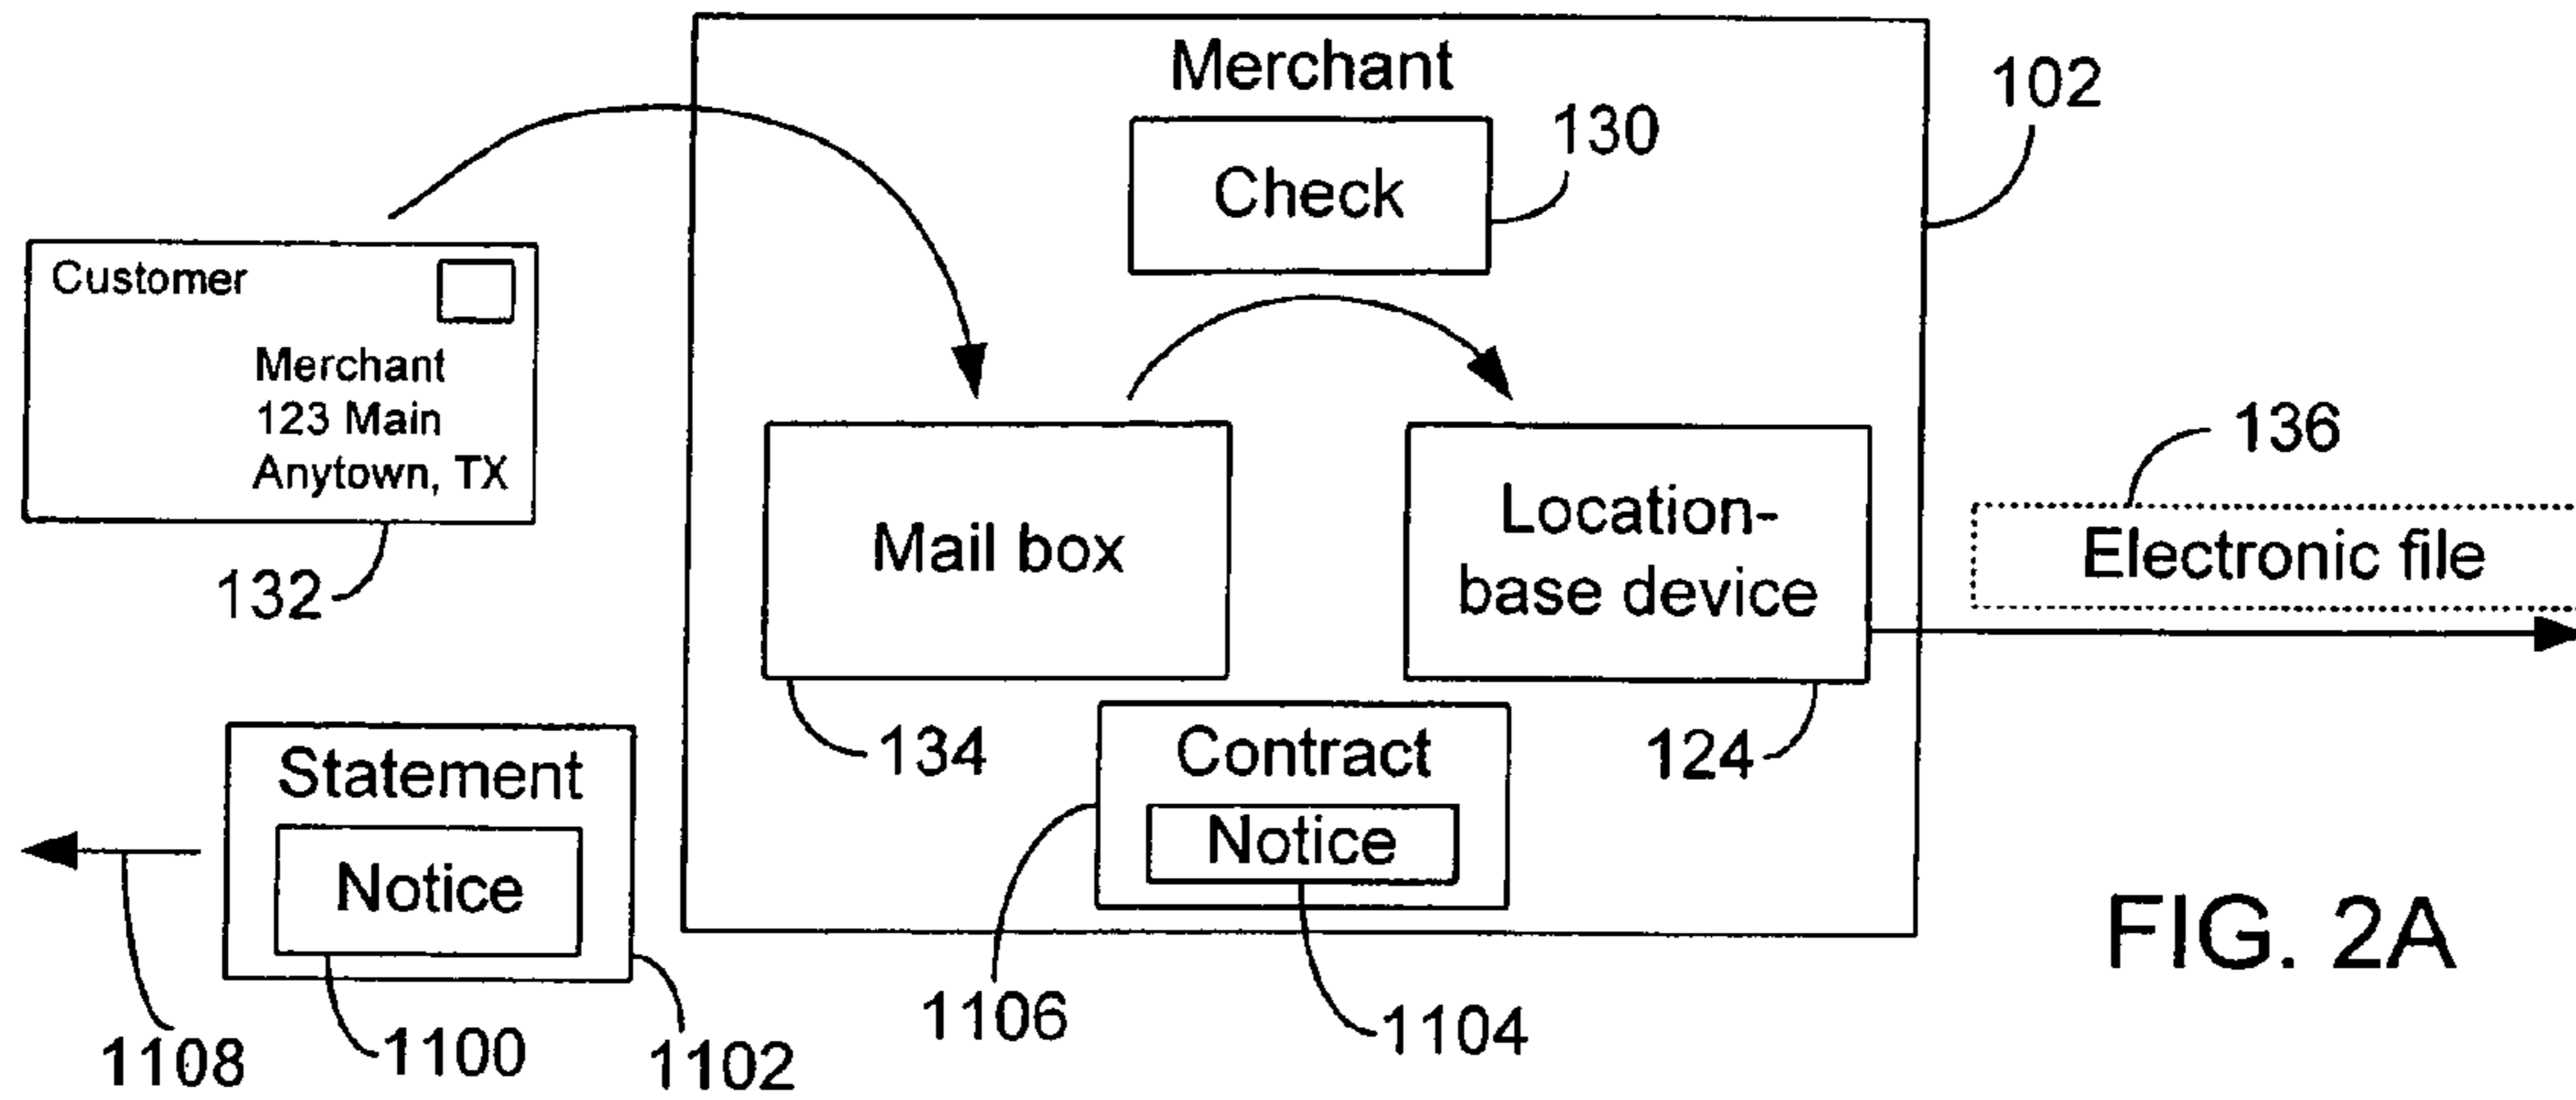 Merchant
102
130
Check
Customer
Merchant
123 Main
Anytown, TX
132
Mail box
134
Location-
base device
124
136
Electronic file
Statement
Notice
1108
1100
1102
Contract
Notice
1106
1104
FIG. 2A